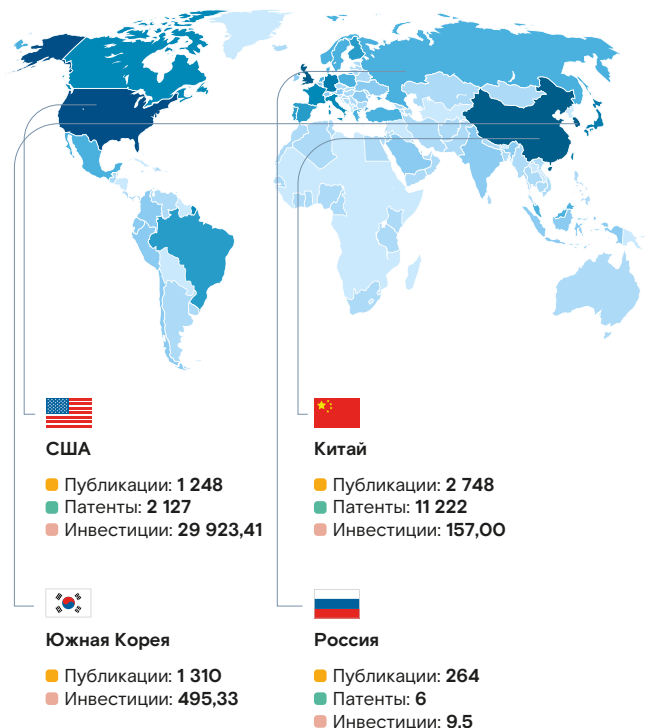 США
Публикации: 1 248
Патенты: 2 127
Инвестиции: 29 923,41
Китай
Публикации: 2 748
Патенты: 11 222
Инвестиции: 157,00
Южная Корея
Публикации: 1 310
Инвестиции: 495,33
Россия
Публикации: 264
Патенты: 6
Инвестиции: 9,5